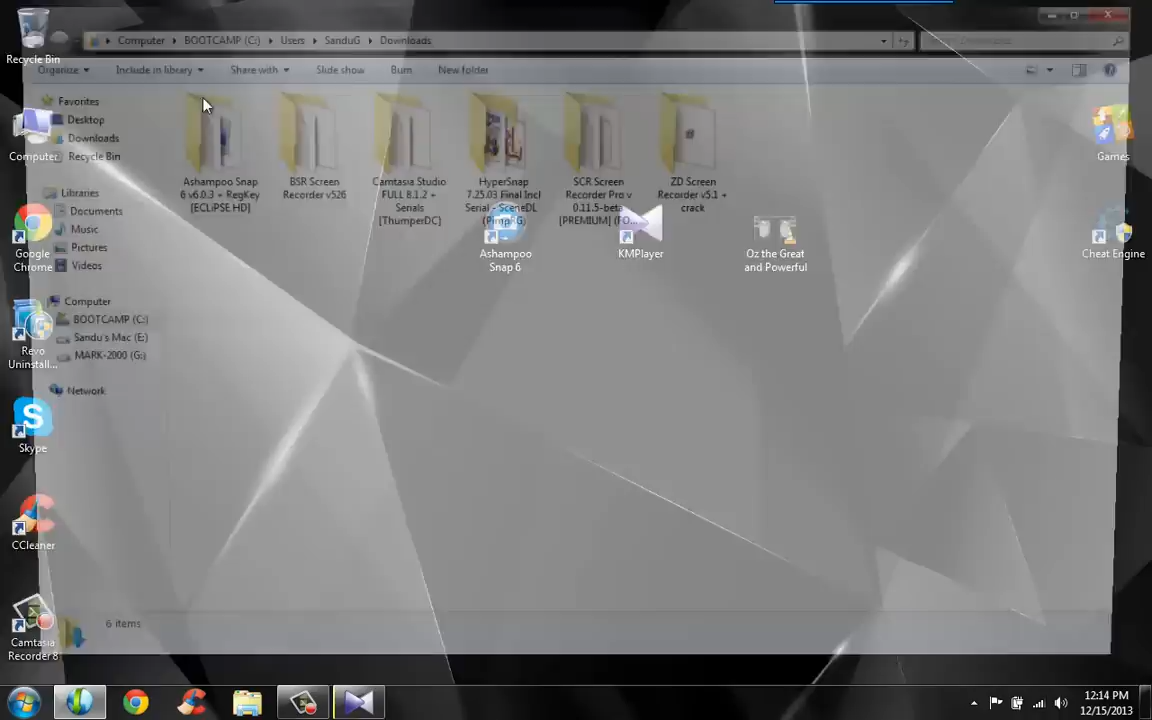 Computer
BOOTCAMP (C:)
Users
SanduG
Downloads
Organize
Include in library
Share with
Slide show
Burn
New folder
Favorites
Desktop
Downloads
Recycle Bin
Libraries
Documents
Music
Pictures
Videos
Computer
BOOTCAMP (C:)
Sandu's Mac (E:)
MARK-2000 (G:)
Network
Ashampoo Snap
6 v6.0.3 + RegKey
[ECLiPSE.HD]
BSR Screen
Recorder v526
Camtasia Studio
FULL 8.1.2 +
Serials
[ThumperDC]
HyperSnap
7.25.03 Final Incl
Serial - SceneDL
(PimpRG)
SCR Screen
Recorder Pro v
0.11.5-beta
[PREMIUM] (FO...
ZD Screen
Recorder v5.1 +
crack
6 items
Recycle Bin
Computer
Google
Chrome
Revo
Uninstall...
Skype
CCleaner
Camtasia
Recorder 8
Ashampoo
Snap 6
KMPlayer
Oz the Great
and Powerful
Games
Cheat Engine
12:14 PM
12/15/2013